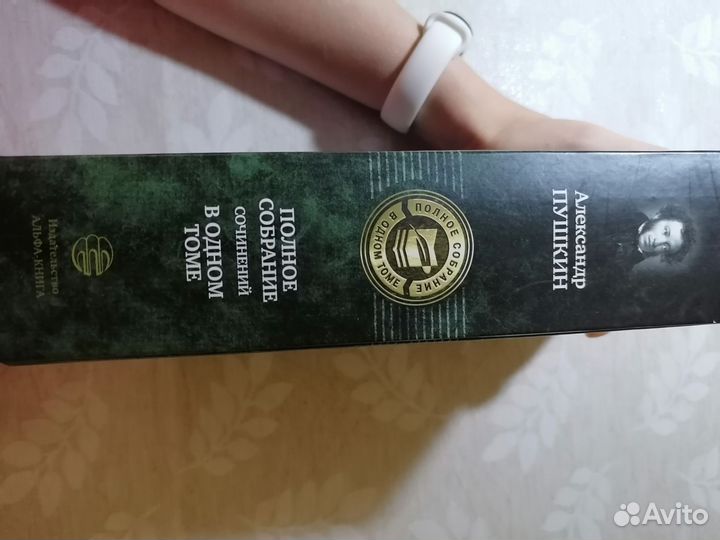 Александр
ПУШКИН
ПОЛНОЕ СОБРАНИЕ
В ОДНОМ ТОМЕ
ПОЛНОЕ
СОБРАНИЕ
СОЧИНЕНИЙ
В ОДНОМ
ТОМЕ
Издательство
АЛЬФА-КНИГА
Avito